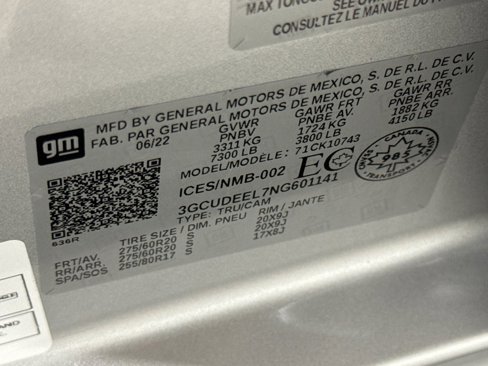 MAX TONGUE
SEE OWN
CONSULTEZ LE MANUEL DU P
gm
MFD BY GENERAL MOTORS DE MEXICO, S. DE R.L. DE C.V.
FAB. PAR GENERAL MOTORS DE MEXICO, S. DE R.L. DE C.V.
06/22 GVWR GAWR FRT GAWR RR
PNBV PNBE AV. PNBE ARR.
3311 KG 1724 KG 1882 KG
7300 LB 3800 LB 4150 LB
MODEL/MODÈLE: 71CK10743
ICES/NMB-002 EC CANADA 985
3GCUDEEL7NG601141
TYPE: TRU/CAM
636R
TIRE SIZE / DIM. PNEU RIM / JANTE
FRT/AV. 275/60R20 S 20X9J
RR/ARR. 275/60R20 S 20X9J
SPA/SOS 255/80R17 S 17X8J
AND